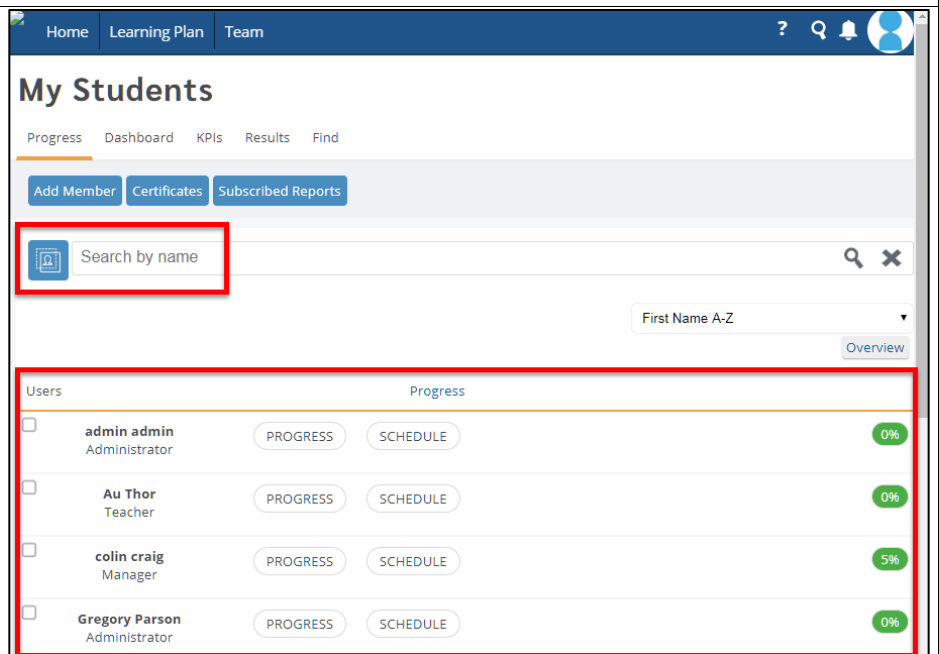 Home Learning Plan Team ?
My Students
Progress Dashboard KPIs Results Find
Add Member Certificates Subscribed Reports
Search by name
First Name A-Z
Overview
Users Progress
admin admin PROGRESS SCHEDULE 0%
Administrator
Au Thor PROGRESS SCHEDULE 0%
Teacher
colin craig PROGRESS SCHEDULE 5%
Manager
Gregory Parson PROGRESS SCHEDULE 0%
Administrator